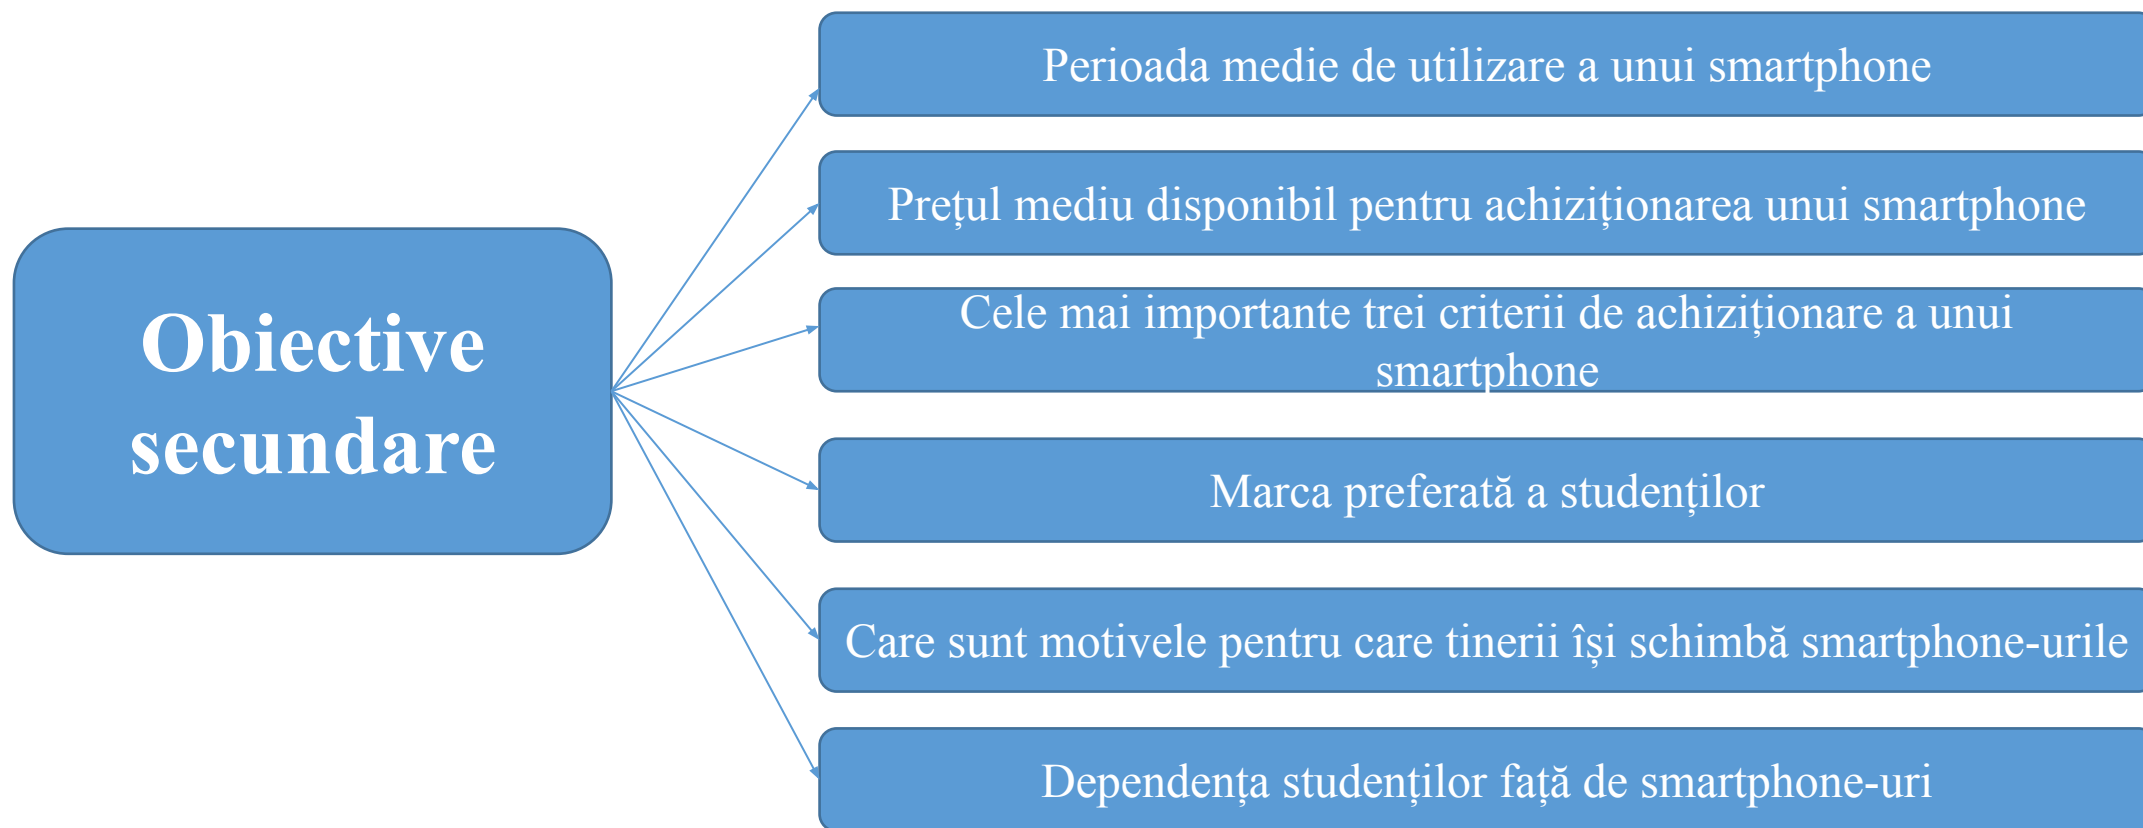 Obiective
secundare
Perioada medie de utilizare a unui smartphone
Prețul mediu disponibil pentru achiziționarea unui smartphone
Cele mai importante trei criterii de achiziționare a unui
smartphone
Marca preferată a studenților
Care sunt motivele pentru care tinerii își schimbă smartphone-urile
Dependența studenților față de smartphone-uri